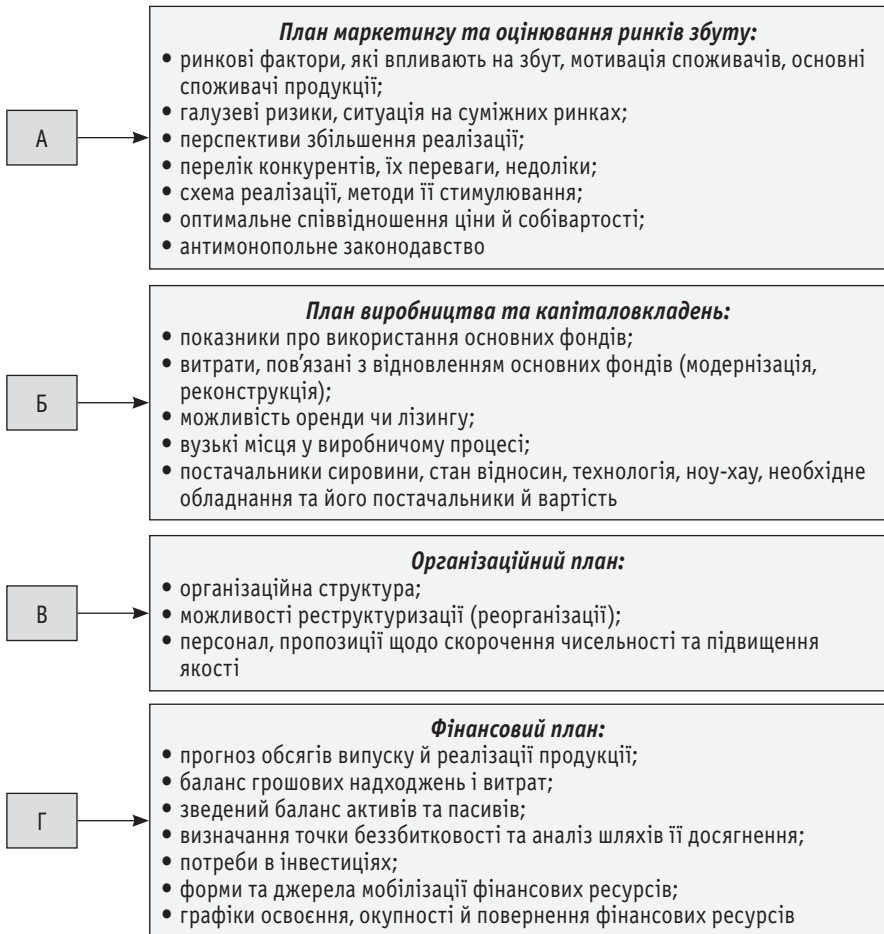 А
План маркетингу та оцінювання ринків збуту:
• ринкові фактори, які впливають на збут, мотивація споживачів, основні
споживачі продукції;
• галузеві ризики, ситуація на суміжних ринках;
• перспективи збільшення реалізації;
• перелік конкурентів, їх переваги, недоліки;
• схема реалізації, методи її стимулювання;
• оптимальне співвідношення ціни й собівартості;
• антимонопольне законодавство
Б
План виробництва та капіталовкладень:
• показники про використання основних фондів;
• витрати, пов’язані з відновленням основних фондів (модернізація,
реконструкція);
• можливість оренди чи лізингу;
• вузькі місця у виробничому процесі;
• постачальники сировини, стан відносин, технологія, ноу-хау, необхідне
обладнання та його постачальники й вартість
В
Організаційний план:
• організаційна структура;
• можливості реструктуризації (реорганізації);
• персонал, пропозиції щодо скорочення чисельності та підвищення
якості
Г
Фінансовий план:
• прогноз обсягів випуску й реалізації продукції;
• баланс грошових надходжень і витрат;
• зведений баланс активів та пасивів;
• визначання точки беззбитковості та аналіз шляхів її досягнення;
• потреби в інвестиціях;
• форми та джерела мобілізації фінансових ресурсів;
• графіки освоєння, окупності й повернення фінансових ресурсів